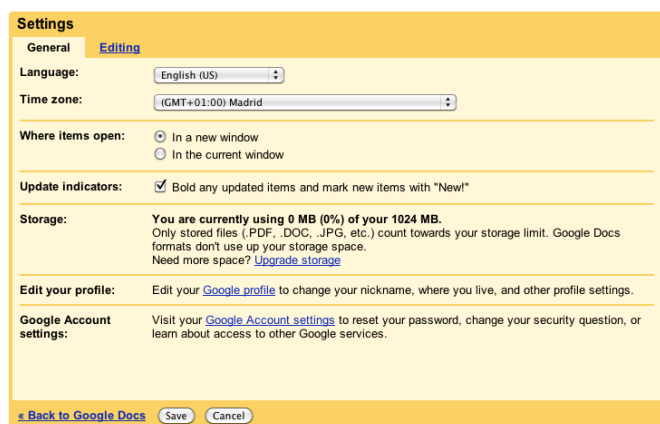 Settings
General Editing
Language: English (US)
Time zone: (GMT+01:00) Madrid
Where items open: In a new window
In the current window
Update indicators: Bold any updated items and mark new items with "New!"
Storage: You are currently using 0 MB (0%) of your 1024 MB.
Only stored files (.PDF, .DOC, .JPG, etc.) count towards your storage limit. Google Docs
formats don't use up your storage space.
Need more space? Upgrade storage
Edit your profile: Edit your Google profile to change your nickname, where you live, and other profile settings.
Google Account Visit your Google Account settings to reset your password, change your security question, or
settings: learn about access to other Google services.
« Back to Google Docs Save Cancel